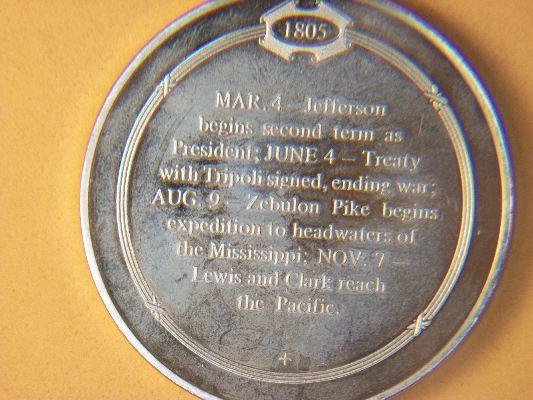 1805
MAR. 4 – Jefferson
begins second term as
President; JUNE 4 – Treaty
with Tripoli signed, ending war;
AUG. 9 – Zebulon Pike begins
expedition to headwaters of
the Mississippi; NOV. 7 –
Lewis and Clark reach
the Pacific.